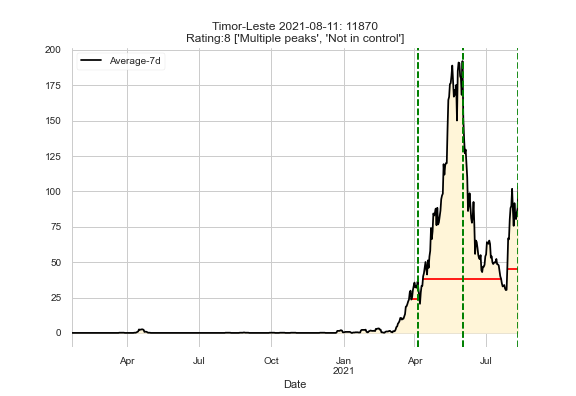 Timor-Leste 2021-08-11: 11870
Rating:8 ['Multiple peaks', 'Not in control']
Average-7d
200
175
150
125
100
75
50
25
0
Apr Jul Oct Jan Apr Jul
2021
Date